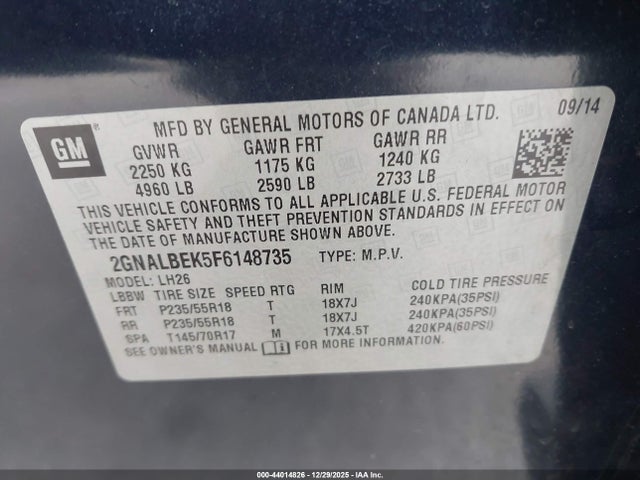 GM
®
MFD BY GENERAL MOTORS OF CANADA LTD.
09/14
GVWR GAWR FRT GAWR RR
2250 KG 1175 KG 1240 KG
4960 LB 2590 LB 2733 LB
THIS VEHICLE CONFORMS TO ALL APPLICABLE U.S. FEDERAL MOTOR
VEHICLE SAFETY AND THEFT PREVENTION STANDARDS IN EFFECT ON
THE DATE OF MANUFACTURE SHOWN ABOVE.
2GNALBEK5F6148735 TYPE: M.P.V.
MODEL: LH26
LBBW TIRE SIZE SPEED RTG RIM COLD TIRE PRESSURE
FRT P235/55R18 T 18X7J 240KPA(35PSI)
RR P235/55R18 T 18X7J 240KPA(35PSI)
SPA T145/70R17 M 17X4.5T 420KPA(60PSI)
SEE OWNER'S MANUAL FOR MORE INFORMATION.
000-44014826 - 12/29/2025 - IAA